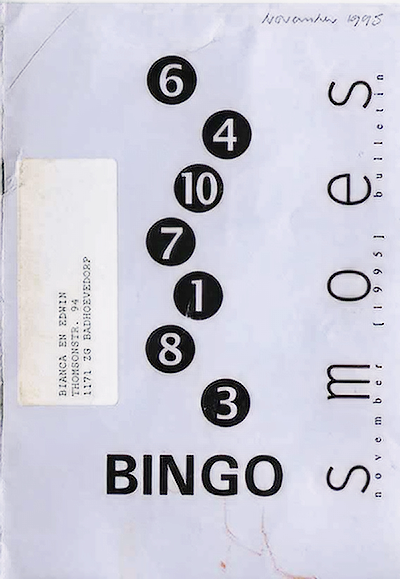 November 1995
6
4
10
7
1
8
3
BINGO
BIANCA EN EDWIN
THOMSONSTR. 94
1171 ZG BADHOEVEDORP
smoes
november [1995] bulletin